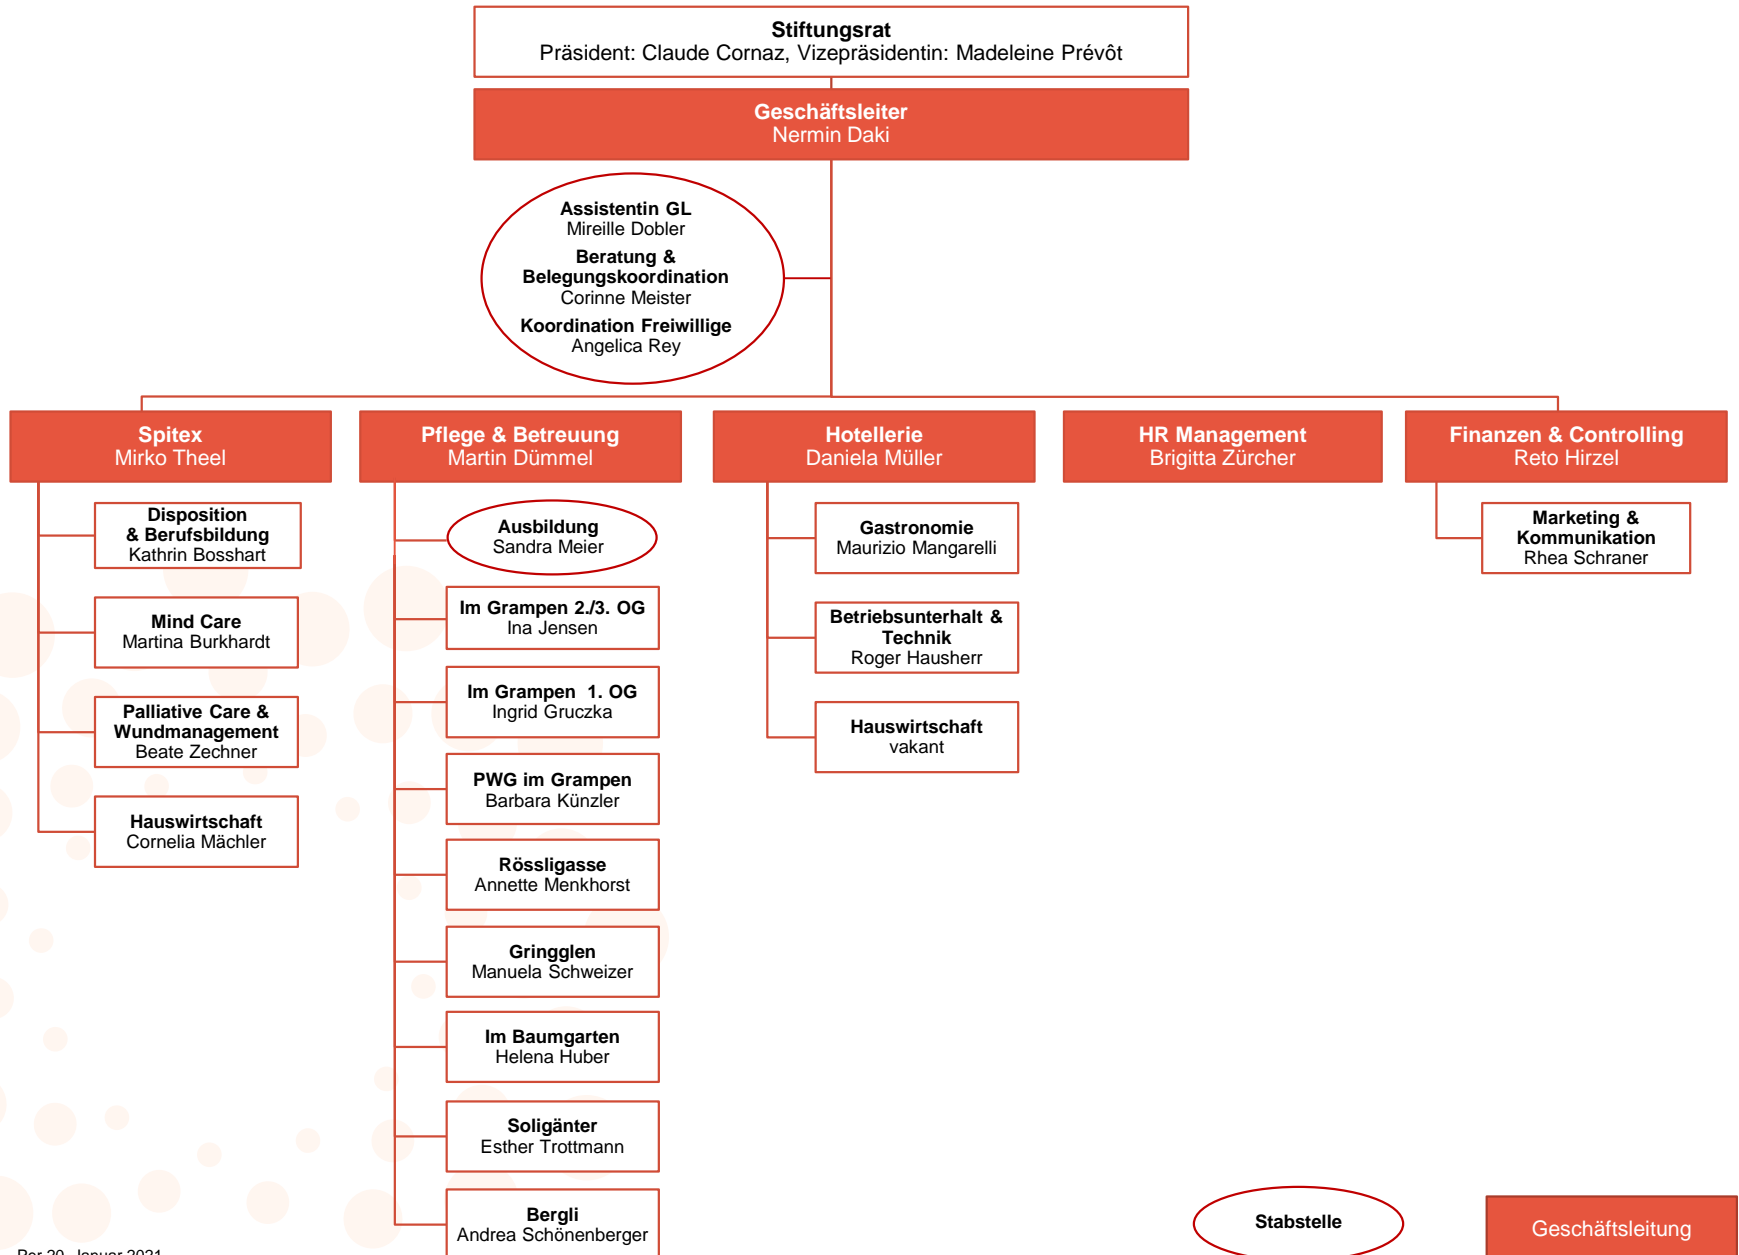 Stiftungsrat
Präsident: Claude Cornaz, Vizepräsidentin: Madeleine Prévôt
Geschäftsleiter
Nermin Daki
Assistentin GL
Mireille Dobler
Beratung &
Belegungskoordination
Corinne Meister
Koordination Freiwillige
Angelica Rey
Spitex
Mirko Theel
Disposition
& Berufsbildung
Kathrin Bosshart
Mind Care
Martina Burkhardt
Palliative Care &
Wundmanagement
Beate Zechner
Hauswirtschaft
Cornelia Mächler
Pflege & Betreuung
Martin Dümmel
Ausbildung
Sandra Meier
Im Grampen 2./3. OG
Ina Jensen
Im Grampen 1. OG
Ingrid Gruczka
PWG im Grampen
Barbara Künzler
Rössligasse
Annette Menkhorst
Gringglen
Manuela Schweizer
Im Baumgarten
Helena Huber
Soligänter
Esther Trottmann
Bergli
Andrea Schönenberger
Hotellerie
Daniela Müller
Gastronomie
Maurizio Mangarelli
Betriebsunterhalt &
Technik
Roger Hausherr
Hauswirtschaft
vakant
HR Management
Brigitta Zürcher
Finanzen & Controlling
Reto Hirzel
Marketing &
Kommunikation
Rhea Schraner
Stabstelle
Geschäftsleitung
Per 20. Januar 2021